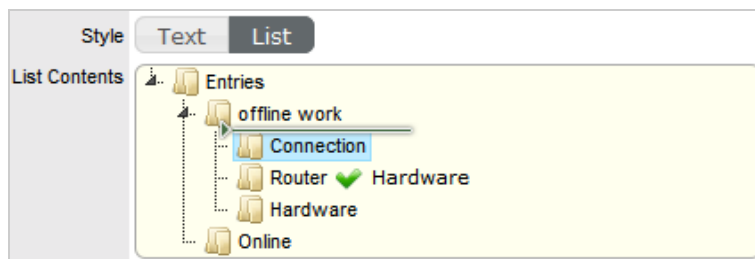 Style Text List
List Contents Entries
offline work
Connection
Router Hardware
Hardware
Online